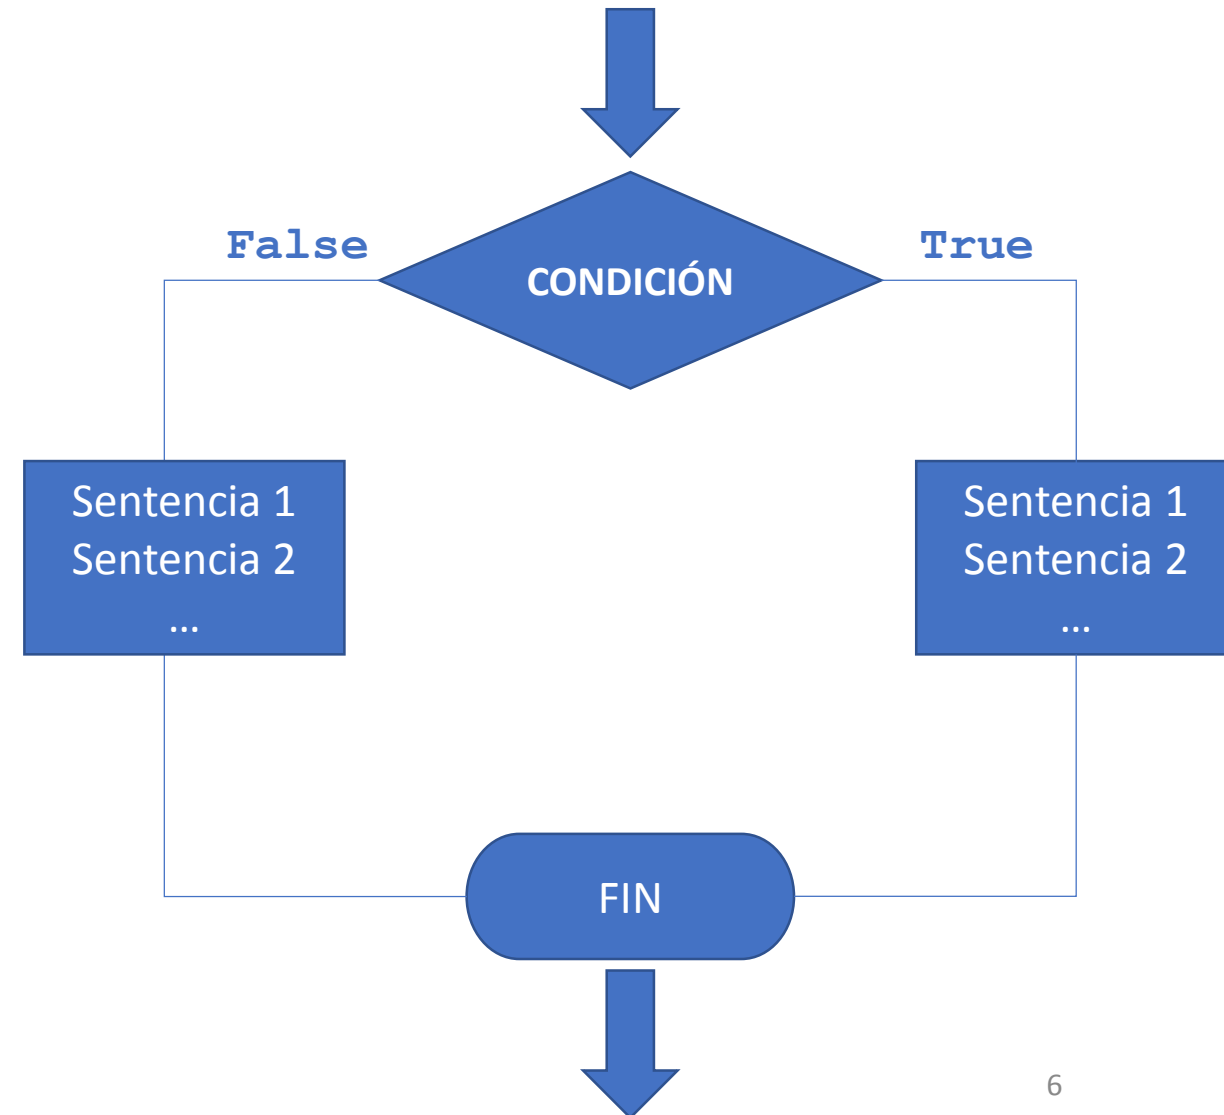 False
True
CONDICIÓN
Sentencia 1
Sentencia 2
...
Sentencia 1
Sentencia 2
...
FIN
6